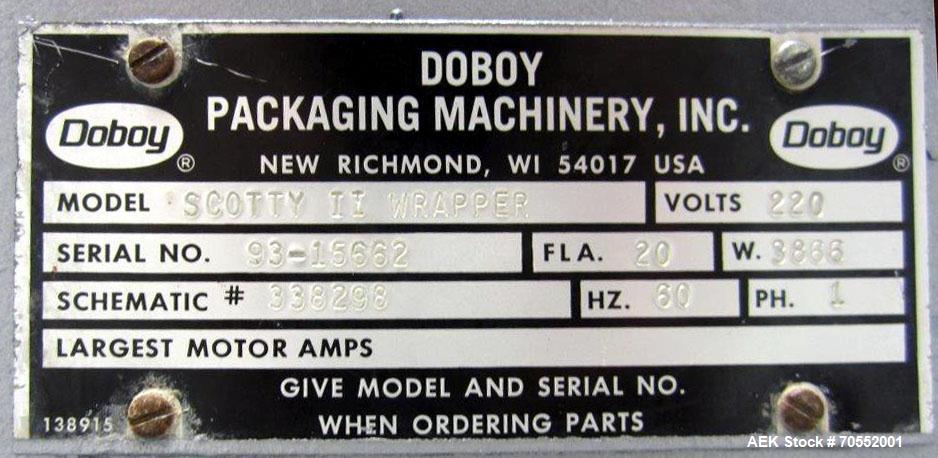 DOBOY
PACKAGING MACHINERY, INC.
Doboy ®
Doboy ®
NEW RICHMOND, WI 54017 USA
MODEL SCOTTY II WRAPPER VOLTS 220
SERIAL NO. 93-15662 FLA. 20 W. 3866
SCHEMATIC # 338298 HZ. 60 PH. 1
LARGEST MOTOR AMPS
GIVE MODEL AND SERIAL NO.
WHEN ORDERING PARTS
138915
AEK Stock # 70552001